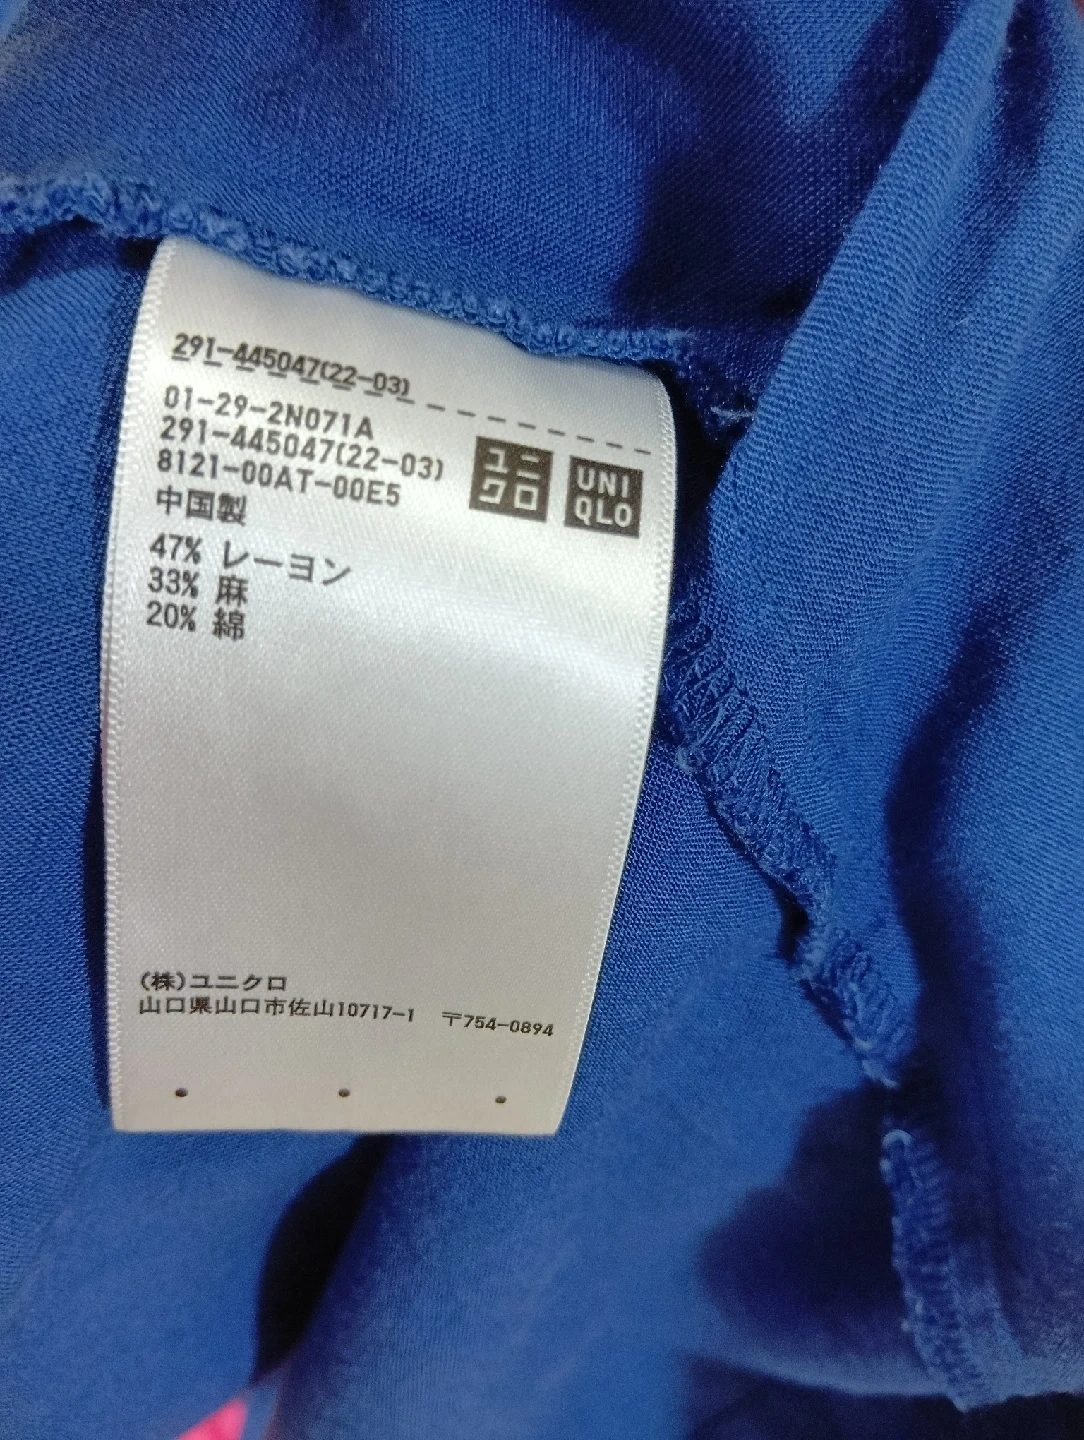 291-445047(22-03)
01-29-2N071A
291-445047(22-03)
8121-00AT-00E5
中国製
ユニ
クロ
UNI
QLO
47% レーヨン
33% 麻
20% 綿
(株)ユニクロ
山口県山口市佐山10717-1 〒754-0894